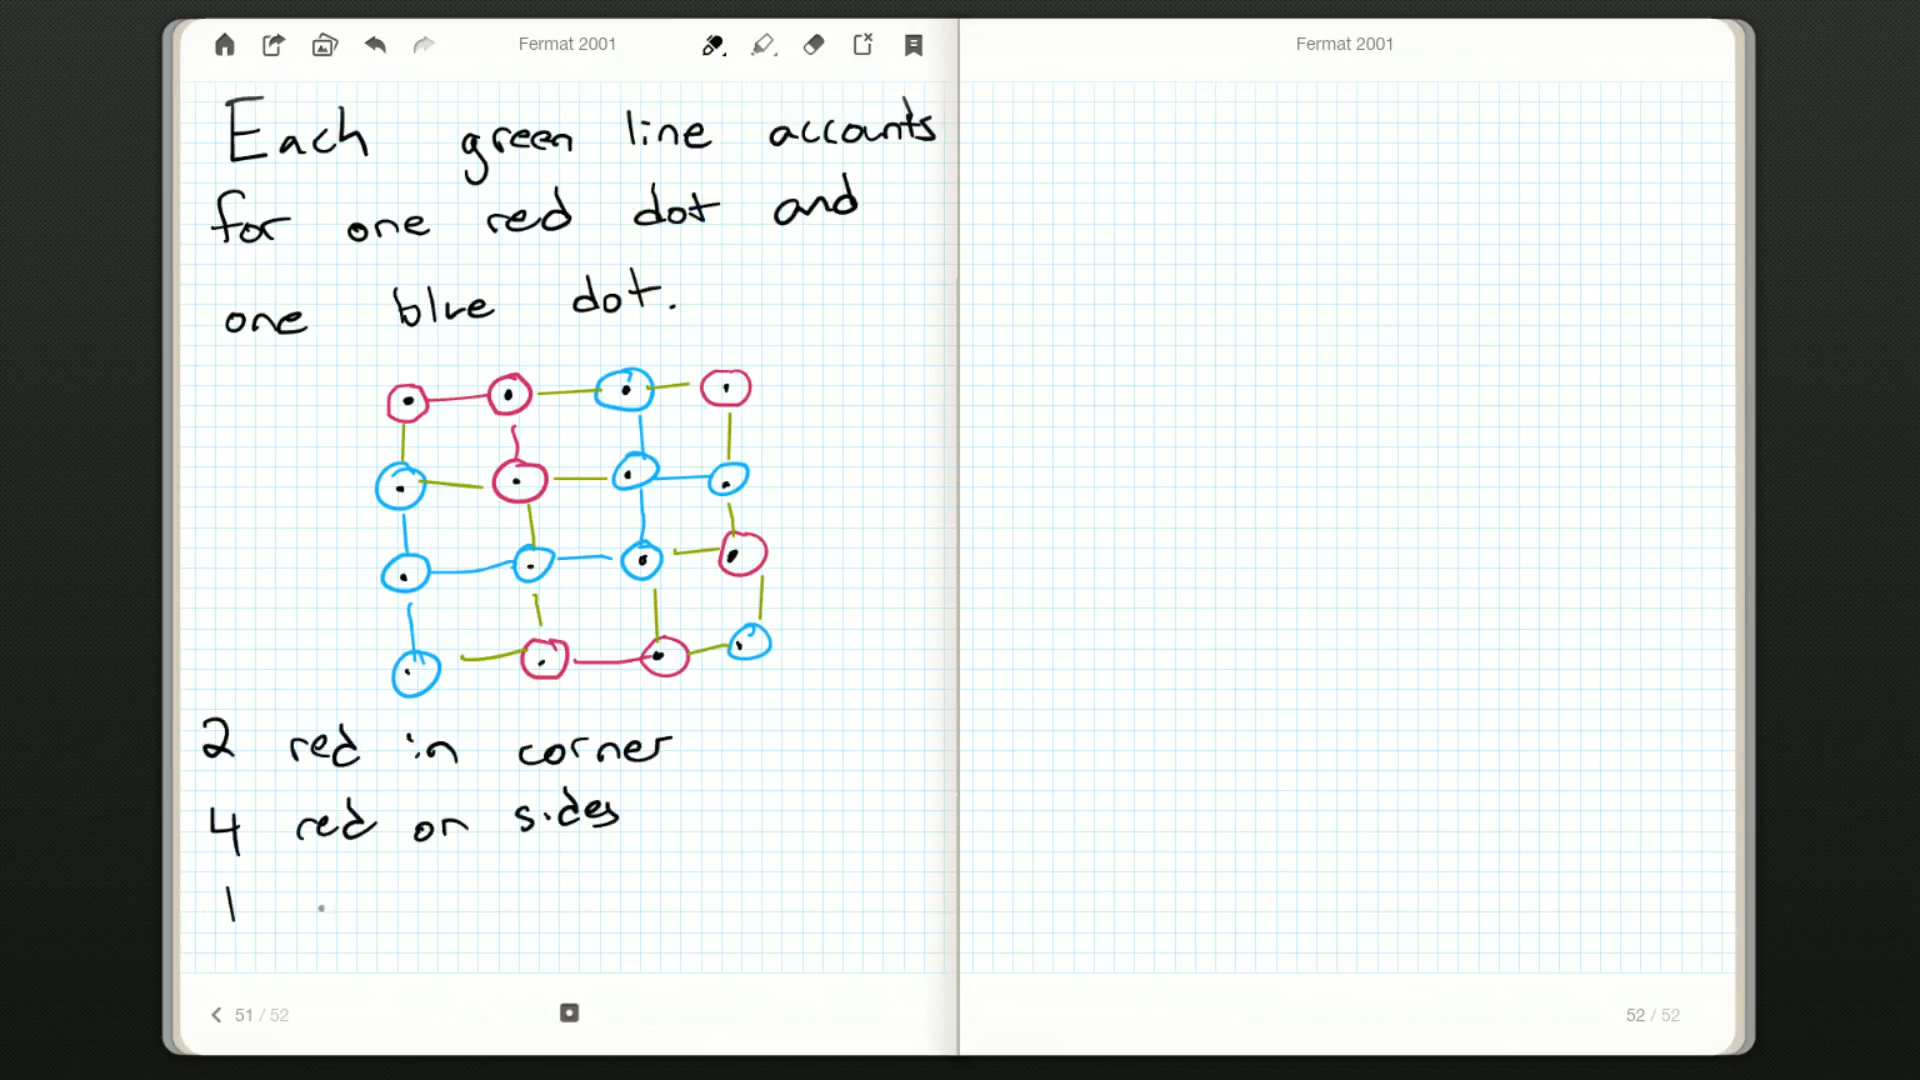 Fermat 2001
Each green line accounts
for one red dot and
one blue dot.
2 red in corner
4 red on sides
1
51 / 52
Fermat 2001
52 / 52